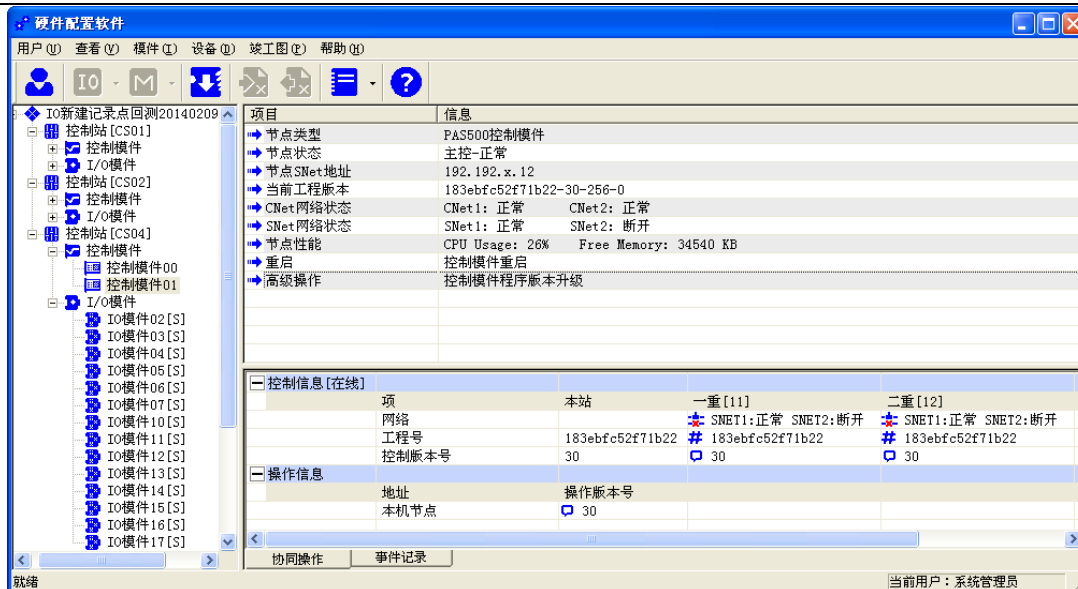 硬件配置软件
用户(U) 查看(V) 模件(I) 设备(D) 竣工图(P) 帮助(H)
IO M ?
IO新建记录点回测20140209
控制站[CS01]
控制模件
I/O模件
控制站[CS02]
控制模件
I/O模件
控制站[CS04]
控制模件
控制模件00
控制模件01
I/O模件
IO模件02[S]
IO模件03[S]
IO模件04[S]
IO模件05[S]
IO模件06[S]
IO模件07[S]
IO模件10[S]
IO模件11[S]
IO模件12[S]
IO模件13[S]
IO模件14[S]
IO模件15[S]
IO模件16[S]
IO模件17[S]
项目 信息
节点类型 PAS500控制模件
节点状态 主控-正常
节点SNet地址 192.192.x.12
当前工程版本 183ebfc52f71b22-30-256-0
CNet网络状态 CNet1: 正常 CNet2: 正常
SNet网络状态 SNet1: 正常 SNet2: 断开
节点性能 CPU Usage: 26% Free Memory: 34540 KB
重启 控制模件重启
高级操作 控制模件程序版本升级
控制信息[在线]
项 本站 一重[11] 二重[12]
网络 SNET1:正常 SNET2:断开 SNET1:正常 SNET2:断开
工程号 183ebfc52f71b22 183ebfc52f71b22 183ebfc52f71b22
控制版本号 30 30 30
操作信息
地址 操作版本号
本机节点 30
协同操作 事件记录
就绪 当前用户：系统管理员